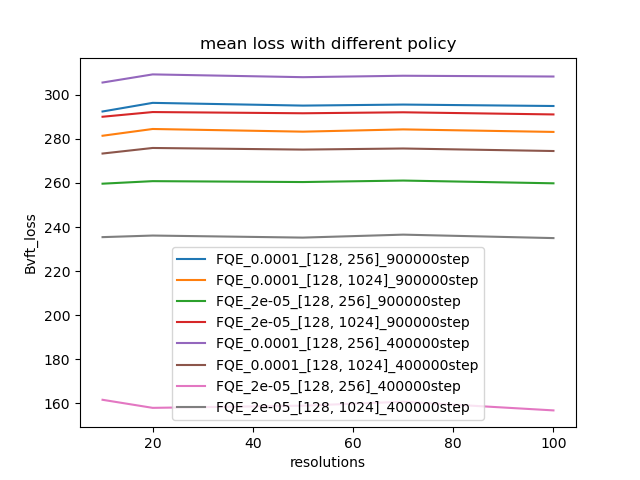 mean loss with different policy
Bvft_loss
300
280
260
240
220
200
180
160
FQE_0.0001_[128, 256]_900000step
FQE_0.0001_[128, 1024]_900000step
FQE_2e-05_[128, 256]_900000step
FQE_2e-05_[128, 1024]_900000step
FQE_0.0001_[128, 256]_400000step
FQE_0.0001_[128, 1024]_400000step
FQE_2e-05_[128, 256]_400000step
FQE_2e-05_[128, 1024]_400000step
20 40 60 80 100
resolutions